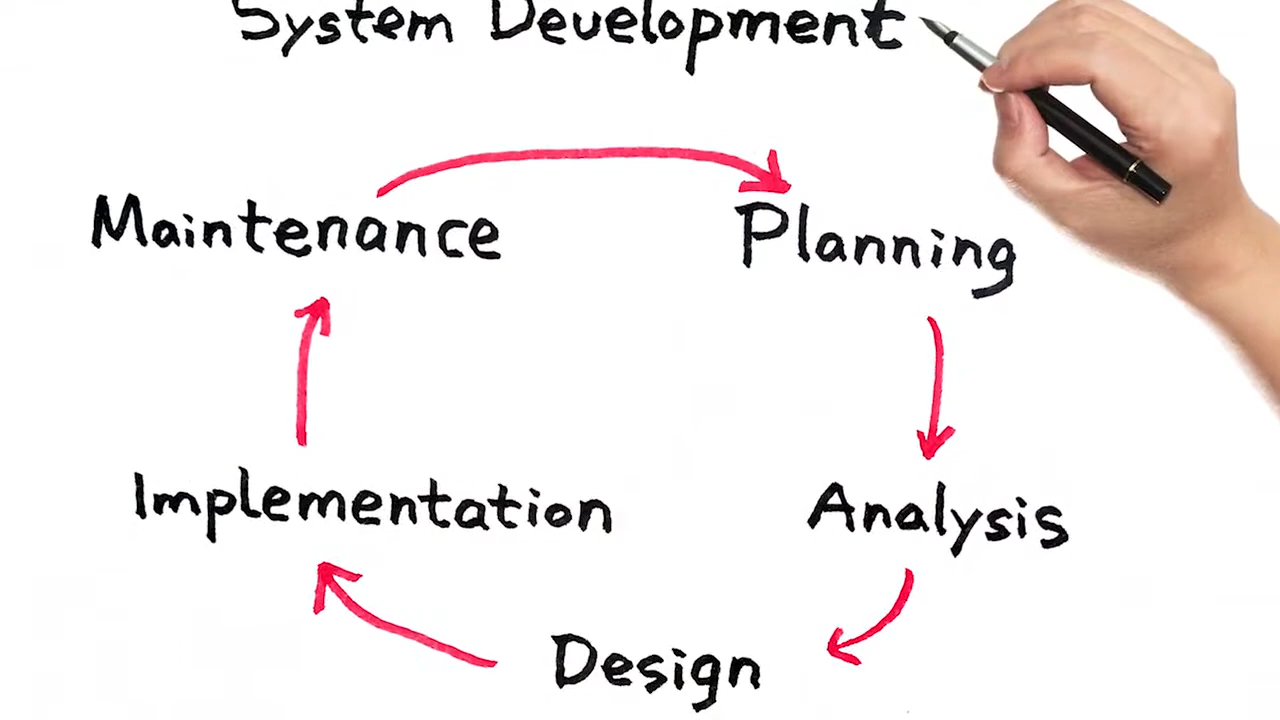 System Development
Maintenance
Planning
Implementation
Analysis
Design